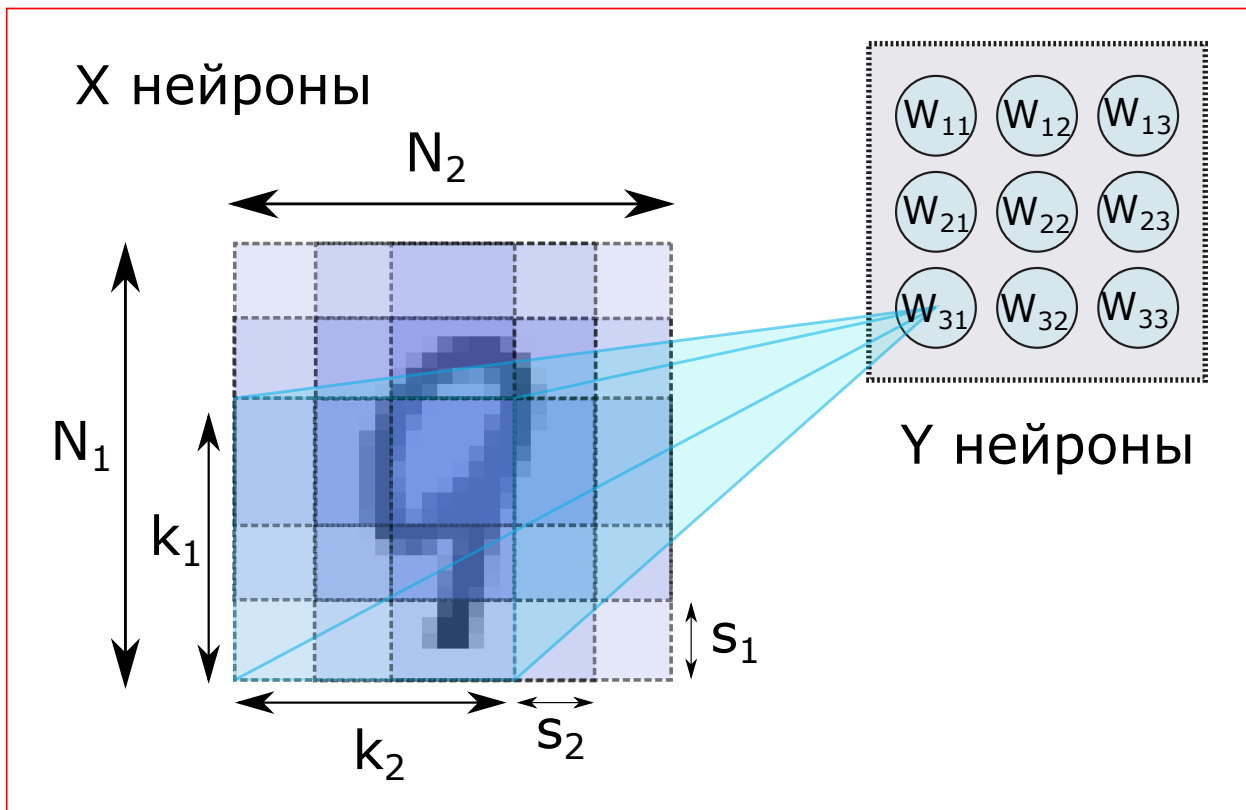 X нейроны
N₂
W₁₁ W₁₂ W₁₃
W₂₁ W₂₂ W₂₃
W₃₁ W₃₂ W₃₃
Y нейроны
N₁
k₁
s₁
k₂
s₂